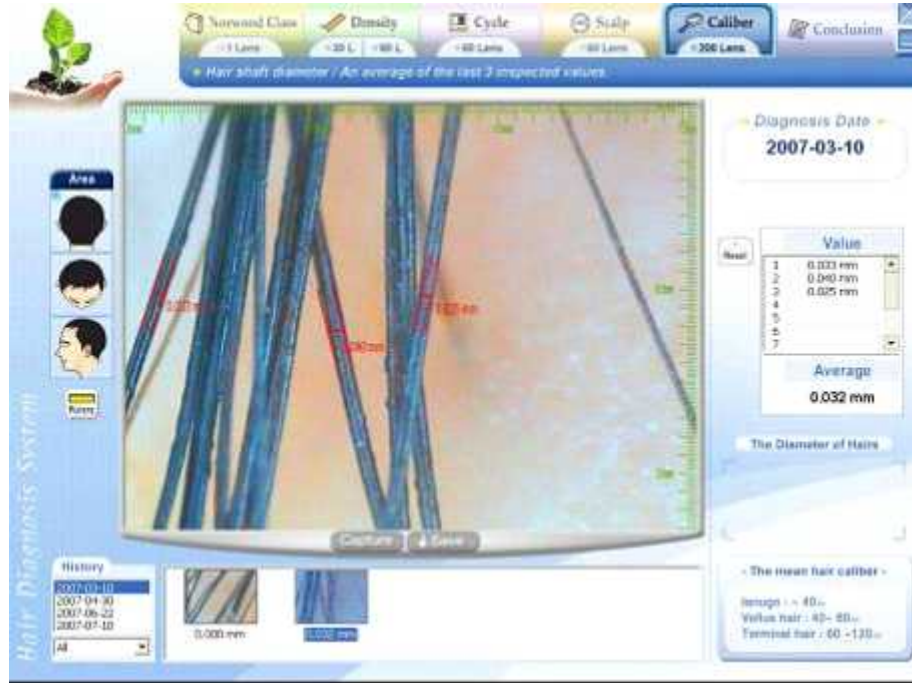 Norwood Class
Density
Cycle
Scalp
Caliber
Conclusion
Hair shaft diameter / An average of the last 3 inspected values.
Diagnosis Date
2007-03-10
Area
Reset
Value
1 0.033 mm
2 0.040 mm
3 0.025 mm
4
5
6
7
Average
0.032 mm
The Diameter of Hairs
Hair Diagnosis System
History
2007-03-10
2007-04-30
2007-06-22
2007-07-10
All
0.000 mm
0.032 mm
- The mean hair caliber -
Vellus hair : 40~ 80
Terminal hair : 60 ~120